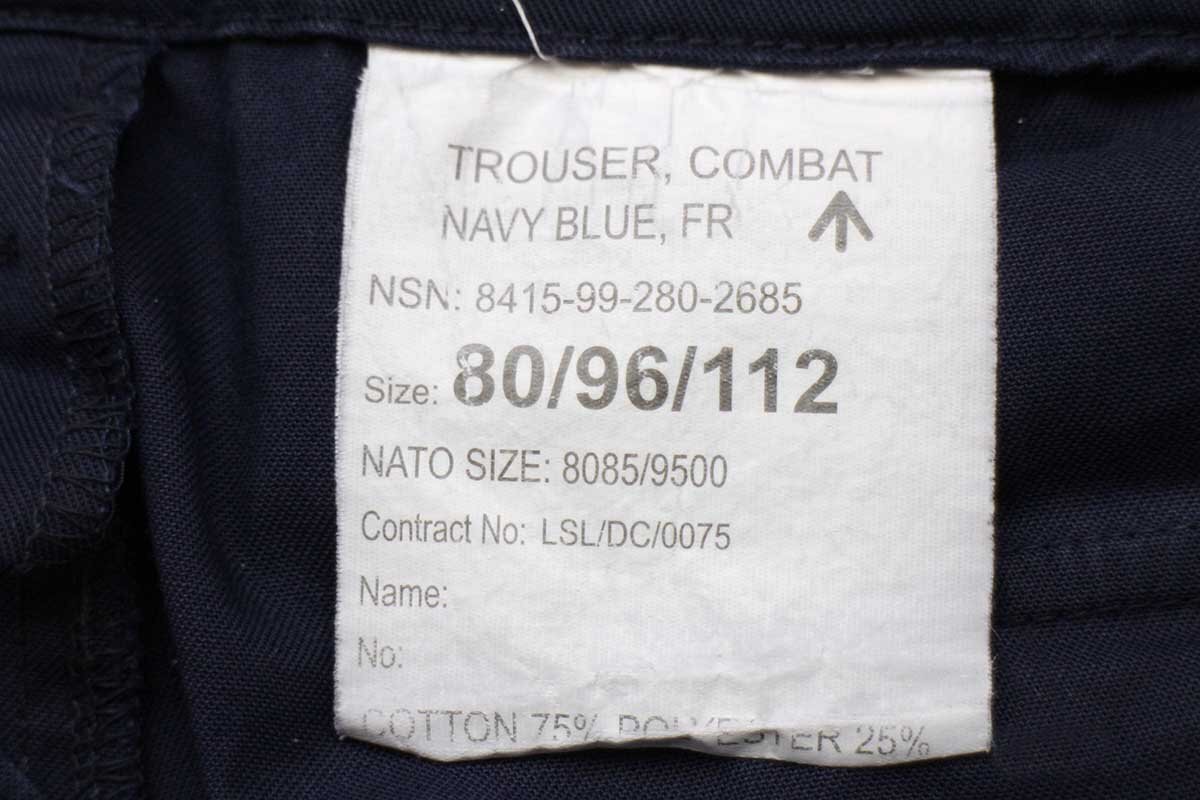 TROUSER, COMBAT
NAVY BLUE, FR
NSN: 8415-99-280-2685
Size: 80/96/112
NATO SIZE: 8085/9500
Contract No: LSL/DC/0075
Name:
No:
COTTON 75% POLYESTER 25%